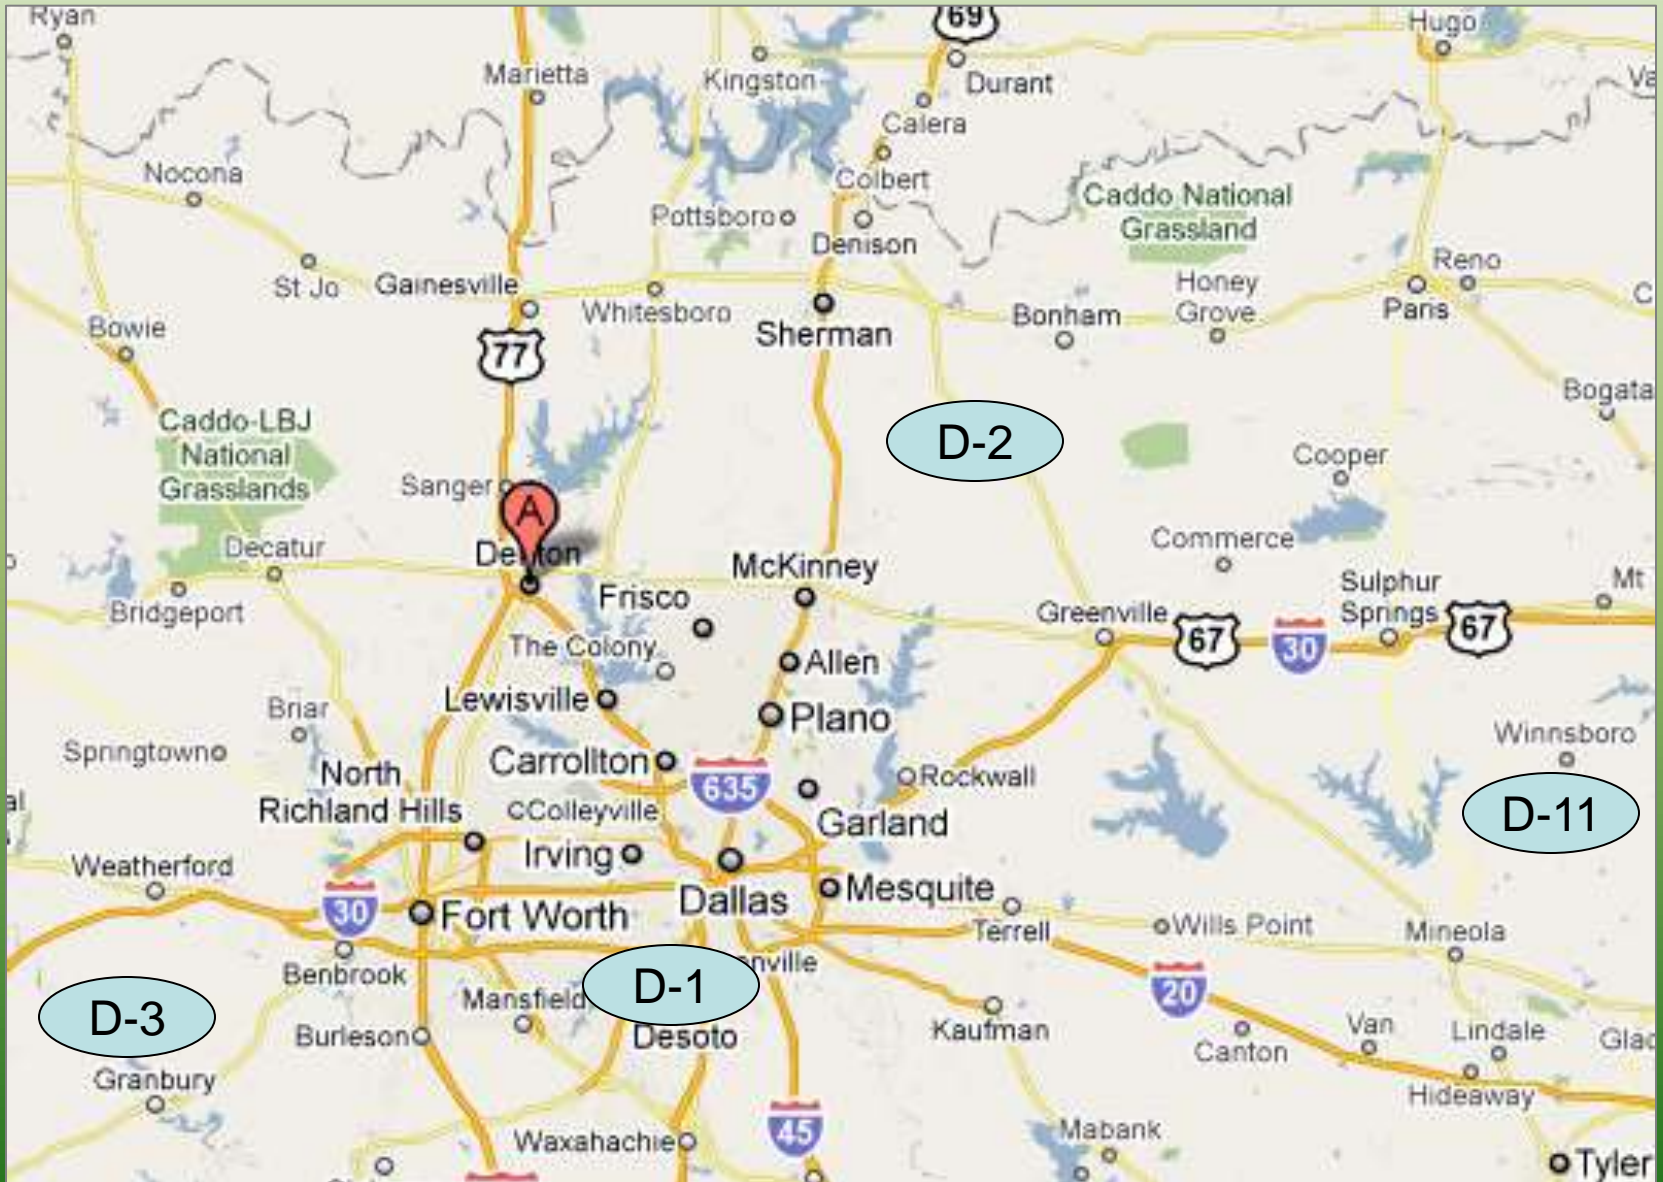 Ryan
69
Hugo
Marietta
Kingston
Durant
Calera
Nocona
Colbert
Caddo National
Grassland
Pottsboro
Denison
St Jo
Gainesville
Whitesboro
Reno
Honey
Grove
Paris
Bowie
77
Sherman
Bonham
Bogata
Caddo-LBJ
National
Grasslands
D-2
Cooper
Sanger
A
Decatur
Denton
McKinney
Commerce
Bridgeport
Frisco
Greenville
67
30
Sulphur
Springs
67
Mt
The Colony
Allen
Lewisville
Briar
Plano
Springtown
Winnsboro
North
Richland Hills
Carrollton
635
Rockwall
Colleyville
Garland
D-11
Weatherford
Irving
30
Fort Worth
Dallas
Mesquite
Terrell
Wills Point
Mineola
Benbrook
D-1
nville
D-3
Mansfield
20
Burleson
Desoto
Kaufman
Canton
Van
Lindale
Glad
Granbury
Hideaway
Waxahachie
45
Mabank
Tyler